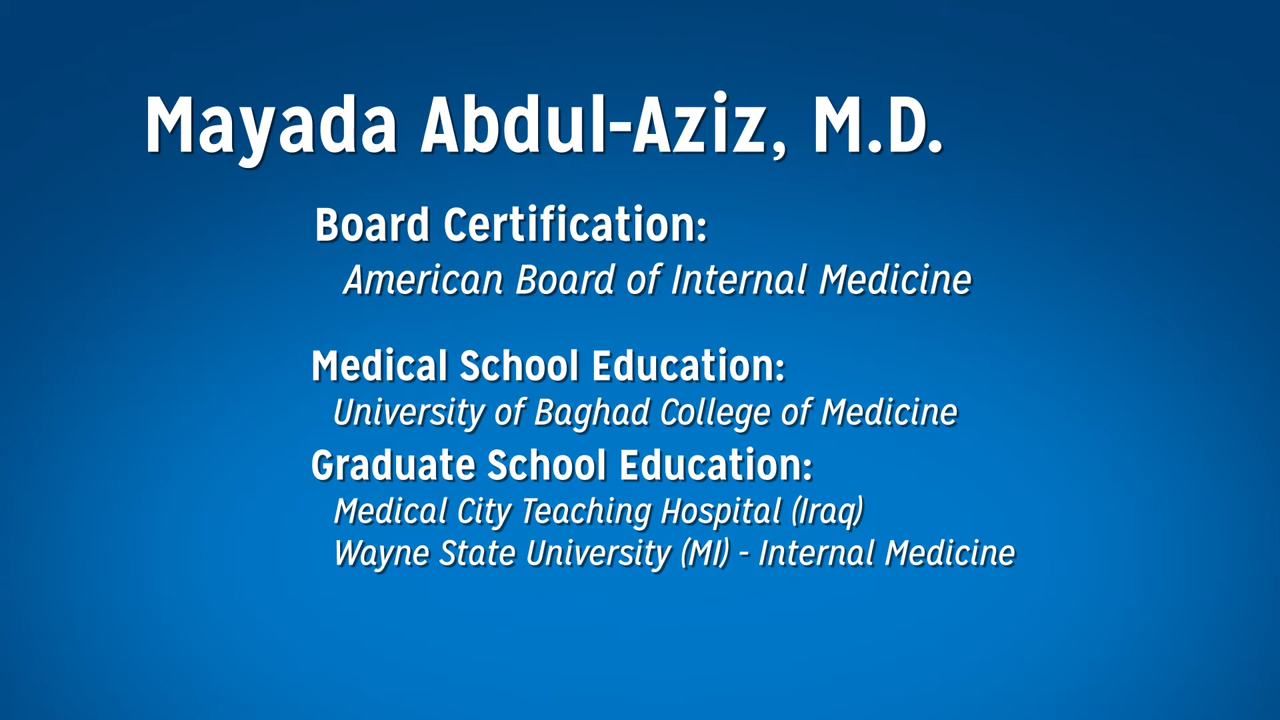 Mayada Abdul-Aziz, M.D.
Board Certification:
American Board of Internal Medicine
Medical School Education:
University of Baghad College of Medicine
Graduate School Education:
Medical City Teaching Hospital (Iraq)
Wayne State University (MI) - Internal Medicine